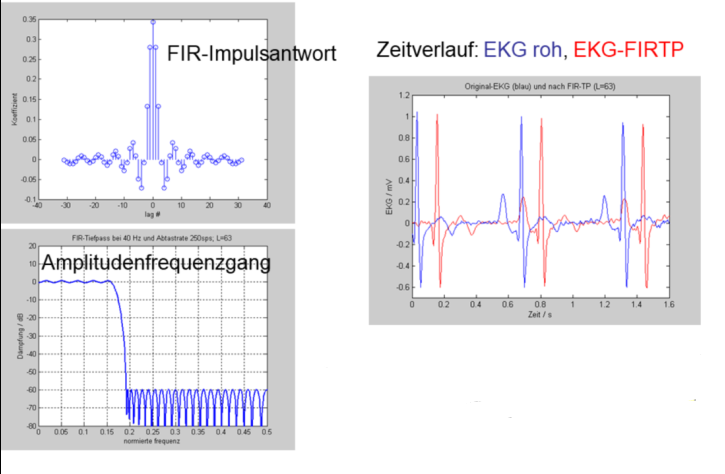 FIR-Impulsantwort
0.35
0.3
0.25
0.2
0.15
0.1
0.05
0
-0.05
-0.1
-40 -30 -20 -10 0 10 20 30 40
Koeffizient
lag #
FIR-Tiefpass bei 40 Hz und Abtastrate 250sps; L=63
Amplitudenfrequenzgang
20
10
0
-10
-20
-30
-40
-50
-60
-70
-80
0 0.05 0.1 0.15 0.2 0.25 0.3 0.35 0.4 0.45 0.5
Dämpfung / dB
normierte frequenz
Zeitverlauf: EKG roh, EKG-FIRTP
Original-EKG (blau) und nach FIR-TP (L=63)
1.2
1
0.8
0.6
0.4
0.2
0
-0.2
-0.4
-0.6
0 0.2 0.4 0.6 0.8 1 1.2 1.4 1.6
EKG / mV
Zeit / s